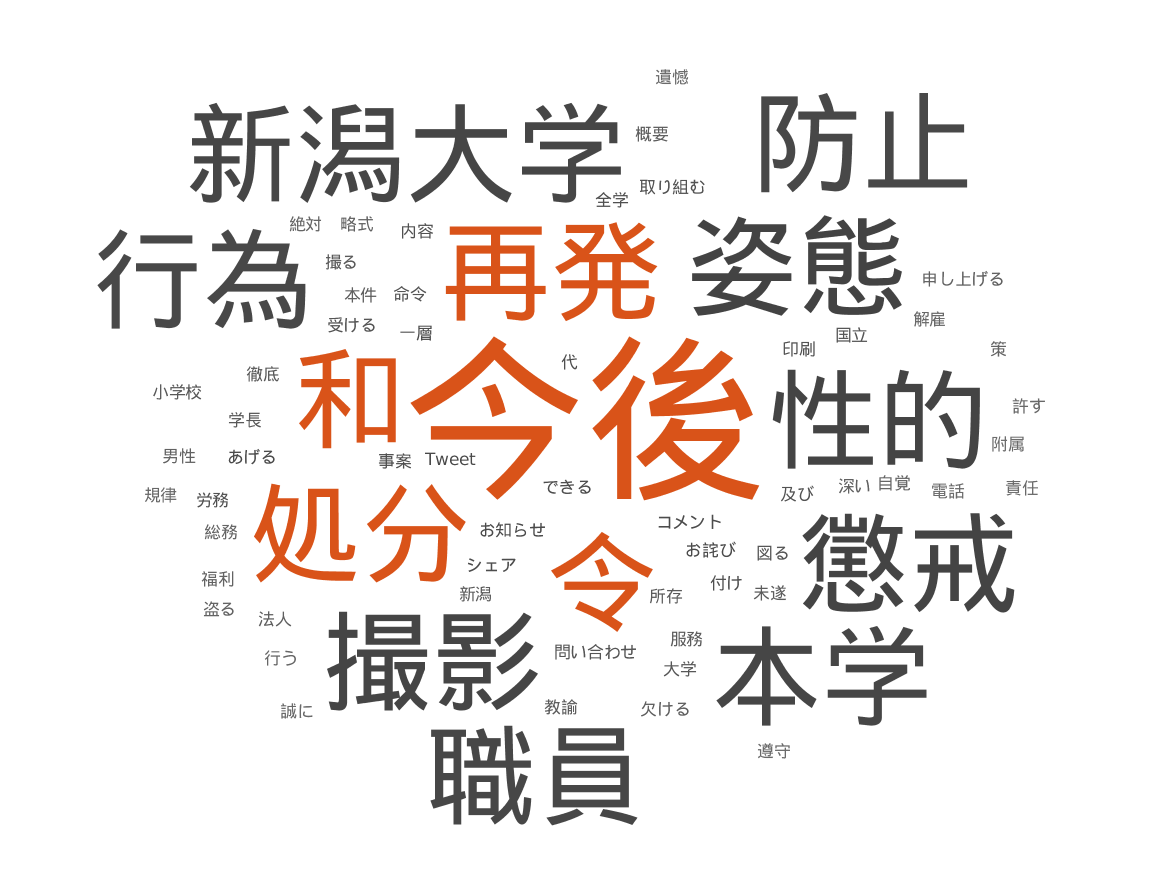 遺憾
新潟大学
概要
防止
取り組む
全学
絶対
略式
内容
行為
再発
姿態
撮る
申し上げる
本件
命令
受ける
一層
解雇
国立
印刷
策
代
徹底
和
今後
性的
小学校
学長
許す
附属
男性
あげる
事案
Tweet
できる
及び
深い
自覚
電話
責任
規律
労務
総務
処分
お知らせ
コメント
お詫び
図る
懲戒
シェア
令
福利
盗る
新潟
所存
付け
未遂
法人
撮影
行う
問い合わせ
服務
大学
本学
誠に
教諭
欠ける
遵守
職員